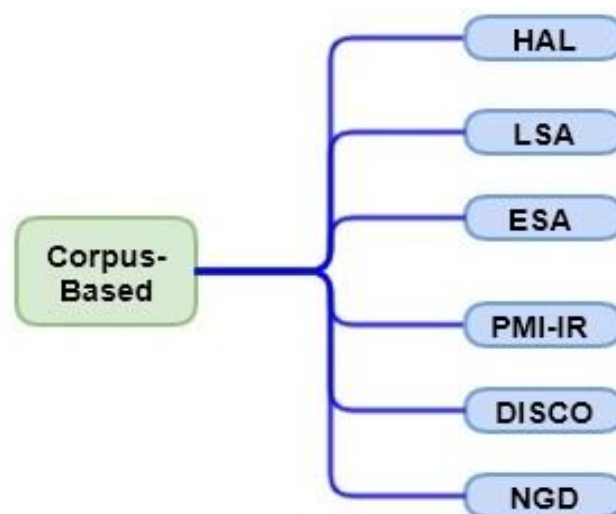 HAL
LSA
ESA
Corpus-
Based
PMI-IR
DISCO
NGD